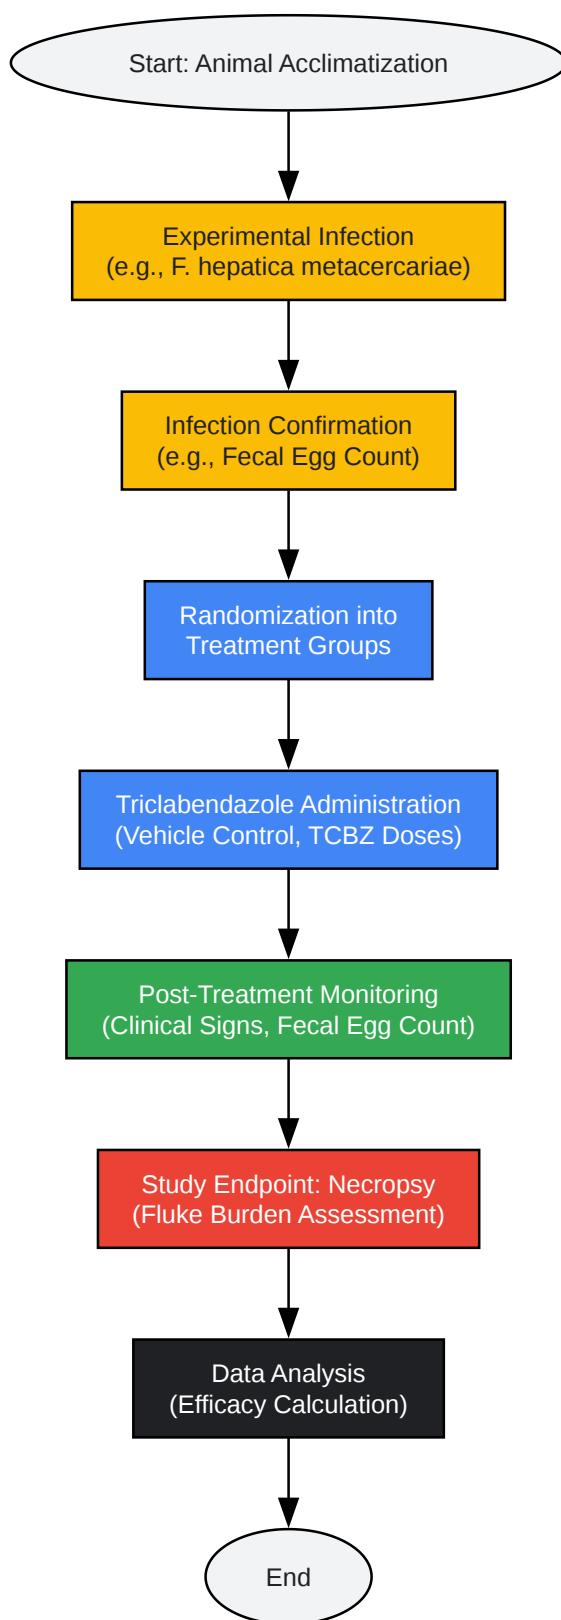 Start: Animal Acclimatization
Experimental Infection
(e.g., F. hepatica metacercariae)
Infection Confirmation
(e.g., Fecal Egg Count)
Randomization into
Treatment Groups
Triclabendazole Administration
(Vehicle Control, TCBZ Doses)
Post-Treatment Monitoring
(Clinical Signs, Fecal Egg Count)
Study Endpoint: Necropsy
(Fluke Burden Assessment)
Data Analysis
(Efficacy Calculation)
End